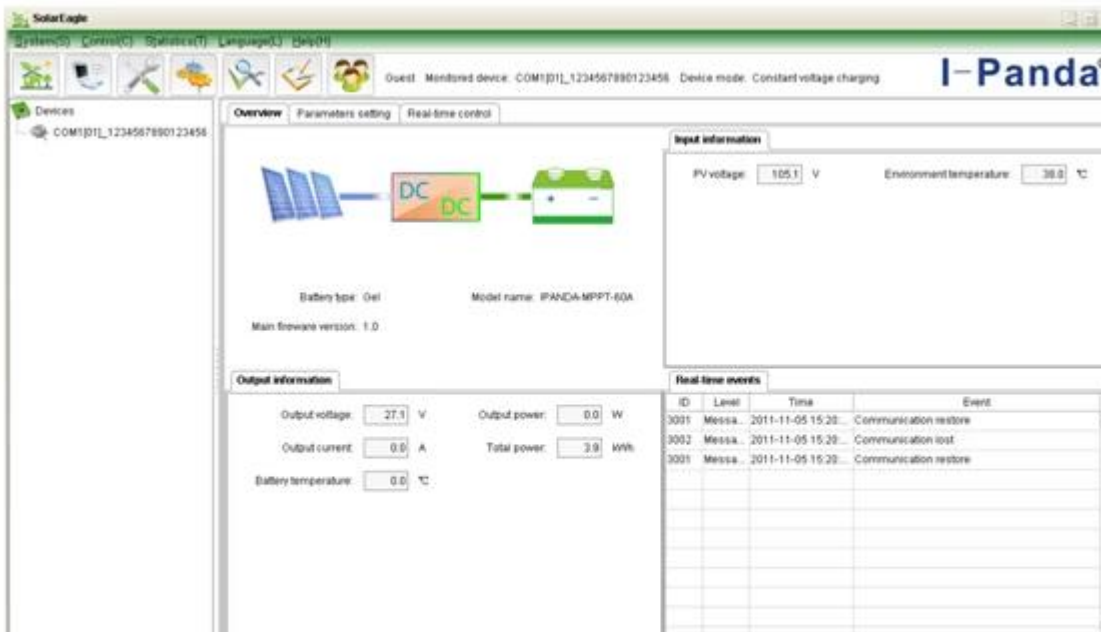 SolarEagle
System(S) Control(C) Statistics(T) Language(L) Help(H)
Guest Monitored device: COM1[01]_1234567890123456 Device mode: Constant voltage charging
I-Panda
Devices
COM1[01]_1234567890123456
Overview Parameters setting Real-time control
DC
DC
+ −
Battery type: Gel Model name: IPANDA-MPPT-60A
Main fireware version: 1.0
Input information
PV voltage: 105.1 V Environment temperature: 38.0 ℃
Output information
Output voltage: 27.1 V Output power: 0.0 W
Output current: 0.0 A Total power: 3.9 kWh
Battery temperature: 0.0 ℃
Real-time events
ID Level Time Event
3001 Messa... 2011-11-05 15:20:... Communication restore
3002 Messa... 2011-11-05 15:20:... Communication lost
3001 Messa... 2011-11-05 15:20:... Communication restore